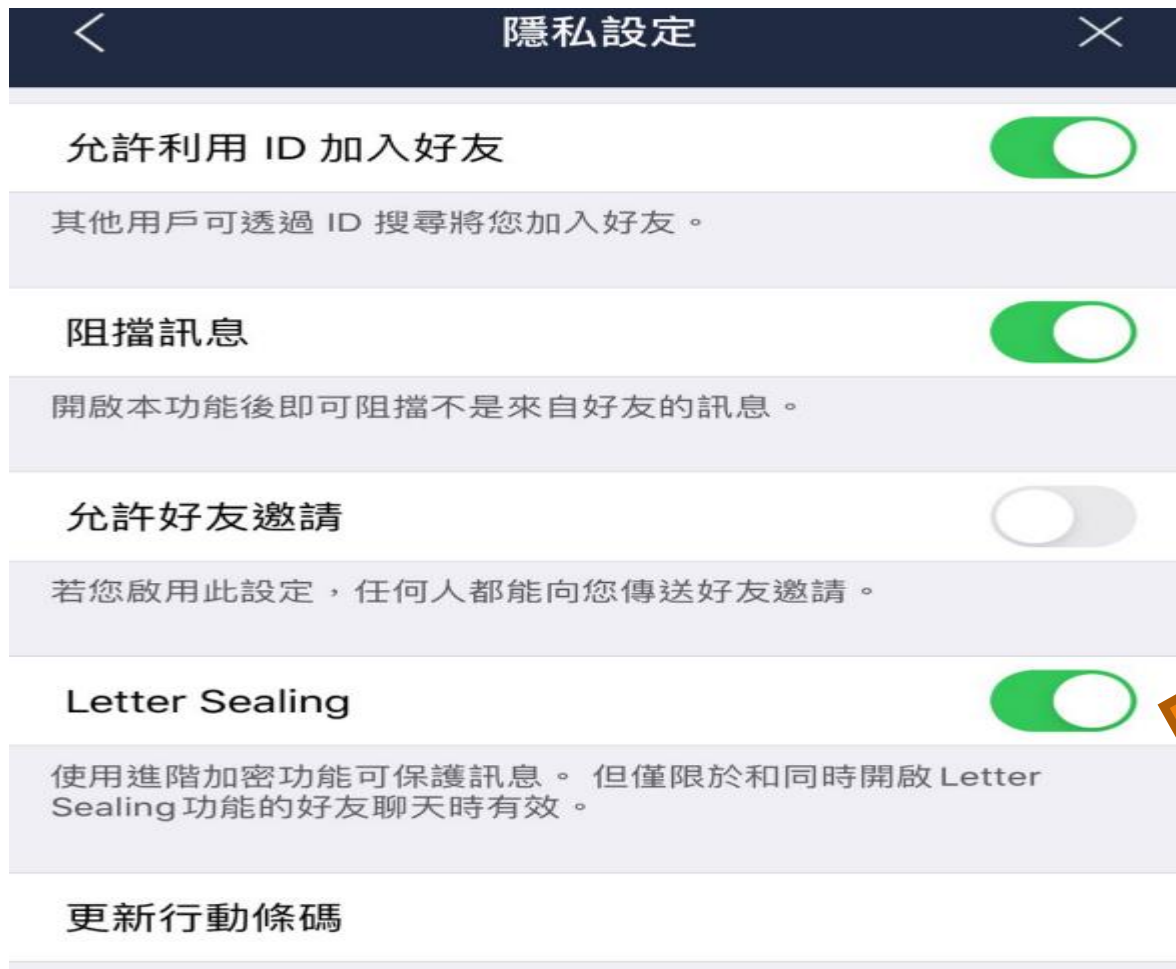 隱私設定
允許利用 ID 加入好友
其他用戶可透過 ID 搜尋將您加入好友。
阻擋訊息
開啟本功能後即可阻擋不是來自好友的訊息。
允許好友邀請
若您啟用此設定，任何人都能向您傳送好友邀請。
Letter Sealing
使用進階加密功能可保護訊息。 但僅限於和同時開啟 Letter
Sealing 功能的好友聊天時有效。
更新行動條碼